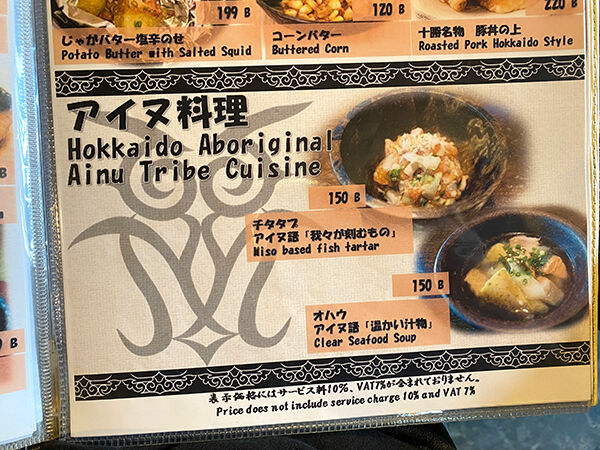 199 B
120 B
220 B
じゃがバター塩辛のせ
Potato Butter with Salted Squid
コーンバター
Buttered Corn
十勝名物 豚丼の上
Roasted Pork Hokkaido Style
アイヌ料理
Hokkaido Aboriginal
Ainu Tribe Cuisine
150 B
チタタプ
アイヌ語「我々が刻むもの」
Miso based fish tartar
150 B
オハウ
アイヌ語「温かい汁物」
Clear Seafood Soup
9 B
表示価格にはサービス料10%、VAT7%が含まれておりません。
Price does not include service charge 10% and VAT 7%